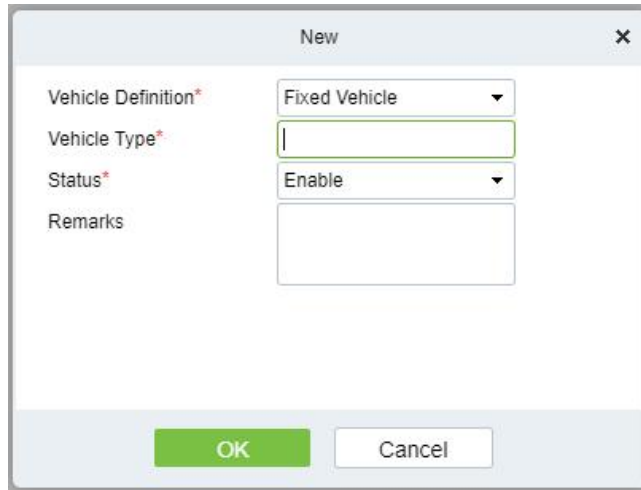 New
Vehicle Definition* Fixed Vehicle
Vehicle Type*
Status* Enable
Remarks
OK Cancel